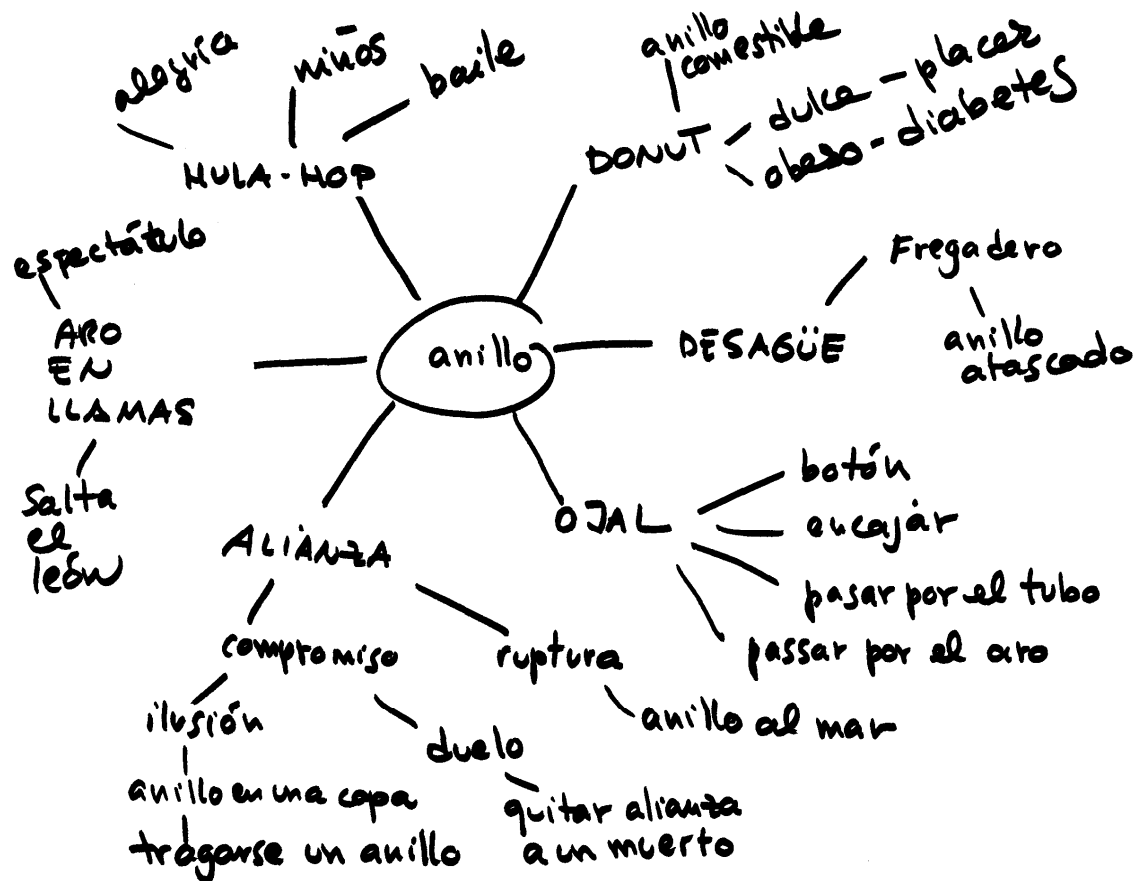 alegría
niños
baile
HULA-HOP
anillo
comestible
DONUT
dulce - placer
obeso - diabetes
espectátulo
ARO
EN
LLAMAS
Salta
el
león
anillo
DESAGÜE
Fregadero
anillo
atascado
OJAL
botón
encajar
pasar por el tubo
passar por el aro
ALIANZA
compromiso
ruptura
anillo al mar
ilusión
anillo en una copa
tragarse un anillo
duelo
quitar alianza
a un muerto